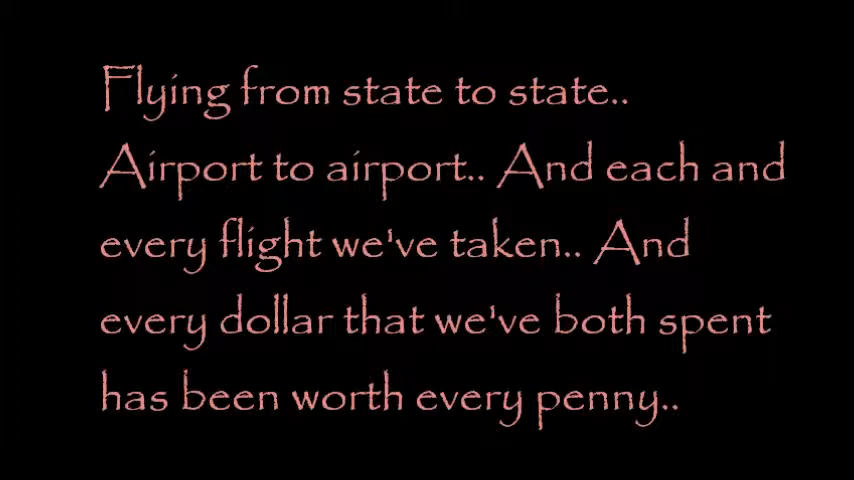 Flying from state to state..
Airport to airport.. And each and
every flight we've taken.. And
every dollar that we've both spent
has been worth every penny..